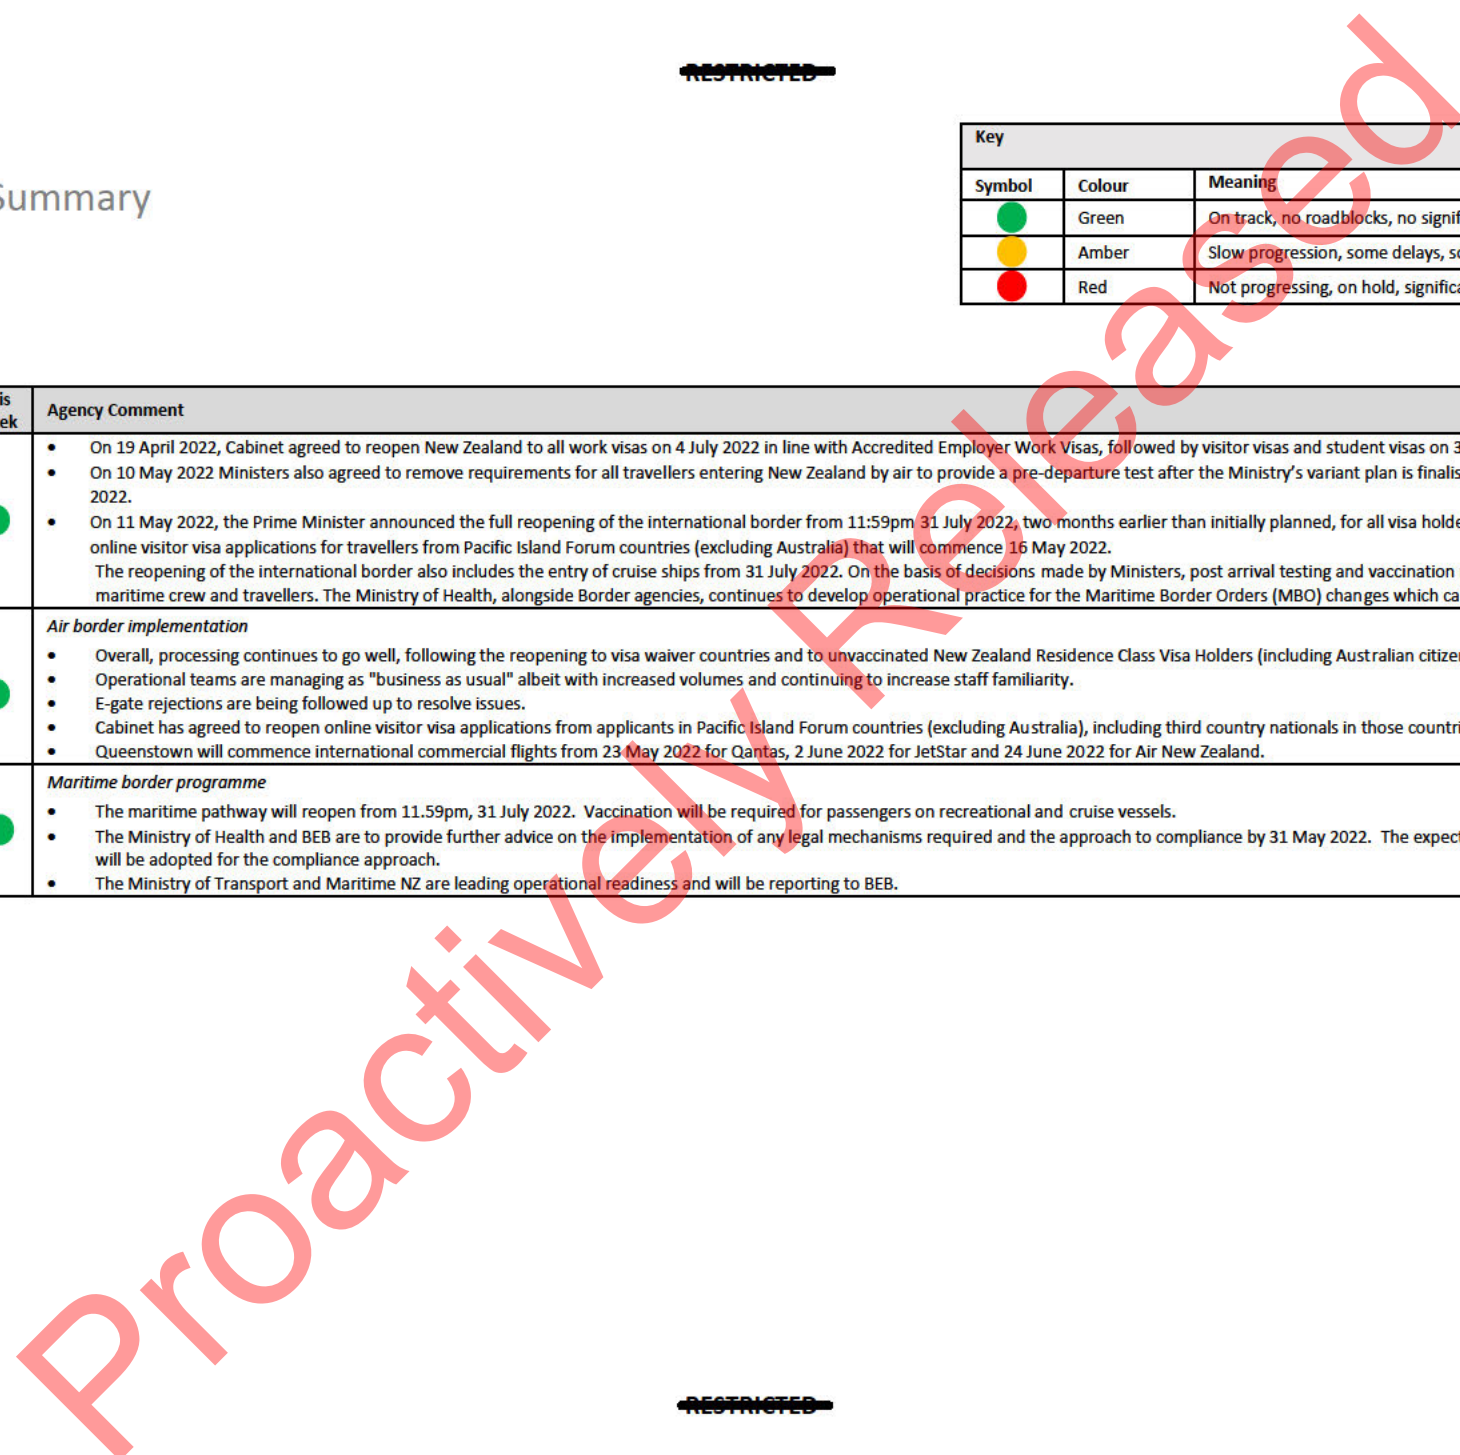 RESTRICTED
Key
Symbol Colour Meaning
Green On track, no roadblocks, no signif
Amber Slow progression, some delays, so
Red Not progressing, on hold, significa
Summary
is
ek
Agency Comment
• On 19 April 2022, Cabinet agreed to reopen New Zealand to all work visas on 4 July 2022 in line with Accredited Employer Work Visas, followed by visitor visas and student visas on 3
• On 10 May 2022 Ministers also agreed to remove requirements for all travellers entering New Zealand by air to provide a pre-departure test after the Ministry's variant plan is finalis
2022.
• On 11 May 2022, the Prime Minister announced the full reopening of the international border from 11:59pm 31 July 2022, two months earlier than initially planned, for all visa holde
online visitor visa applications for travellers from Pacific Island Forum countries (excluding Australia) that will commence 16 May 2022.
The reopening of the international border also includes the entry of cruise ships from 31 July 2022. On the basis of decisions made by Ministers, post arrival testing and vaccination
maritime crew and travellers. The Ministry of Health, alongside Border agencies, continues to develop operational practice for the Maritime Border Orders (MBO) changes which ca
Air border implementation
• Overall, processing continues to go well, following the reopening to visa waiver countries and to unvaccinated New Zealand Residence Class Visa Holders (including Australian citize
• Operational teams are managing as "business as usual" albeit with increased volumes and continuing to increase staff familiarity.
• E-gate rejections are being followed up to resolve issues.
• Cabinet has agreed to reopen online visitor visa applications from applicants in Pacific Island Forum countries (excluding Australia), including third country nationals in those countri
• Queenstown will commence international commercial flights from 23 May 2022 for Qantas, 2 June 2022 for JetStar and 24 June 2022 for Air New Zealand.
Maritime border programme
• The maritime pathway will reopen from 11.59pm, 31 July 2022. Vaccination will be required for passengers on recreational and cruise vessels.
• The Ministry of Health and BEB are to provide further advice on the implementation of any legal mechanisms required and the approach to compliance by 31 May 2022. The expect
will be adopted for the compliance approach.
• The Ministry of Transport and Maritime NZ are leading operational readiness and will be reporting to BEB.
Proactively Released
RESTRICTED